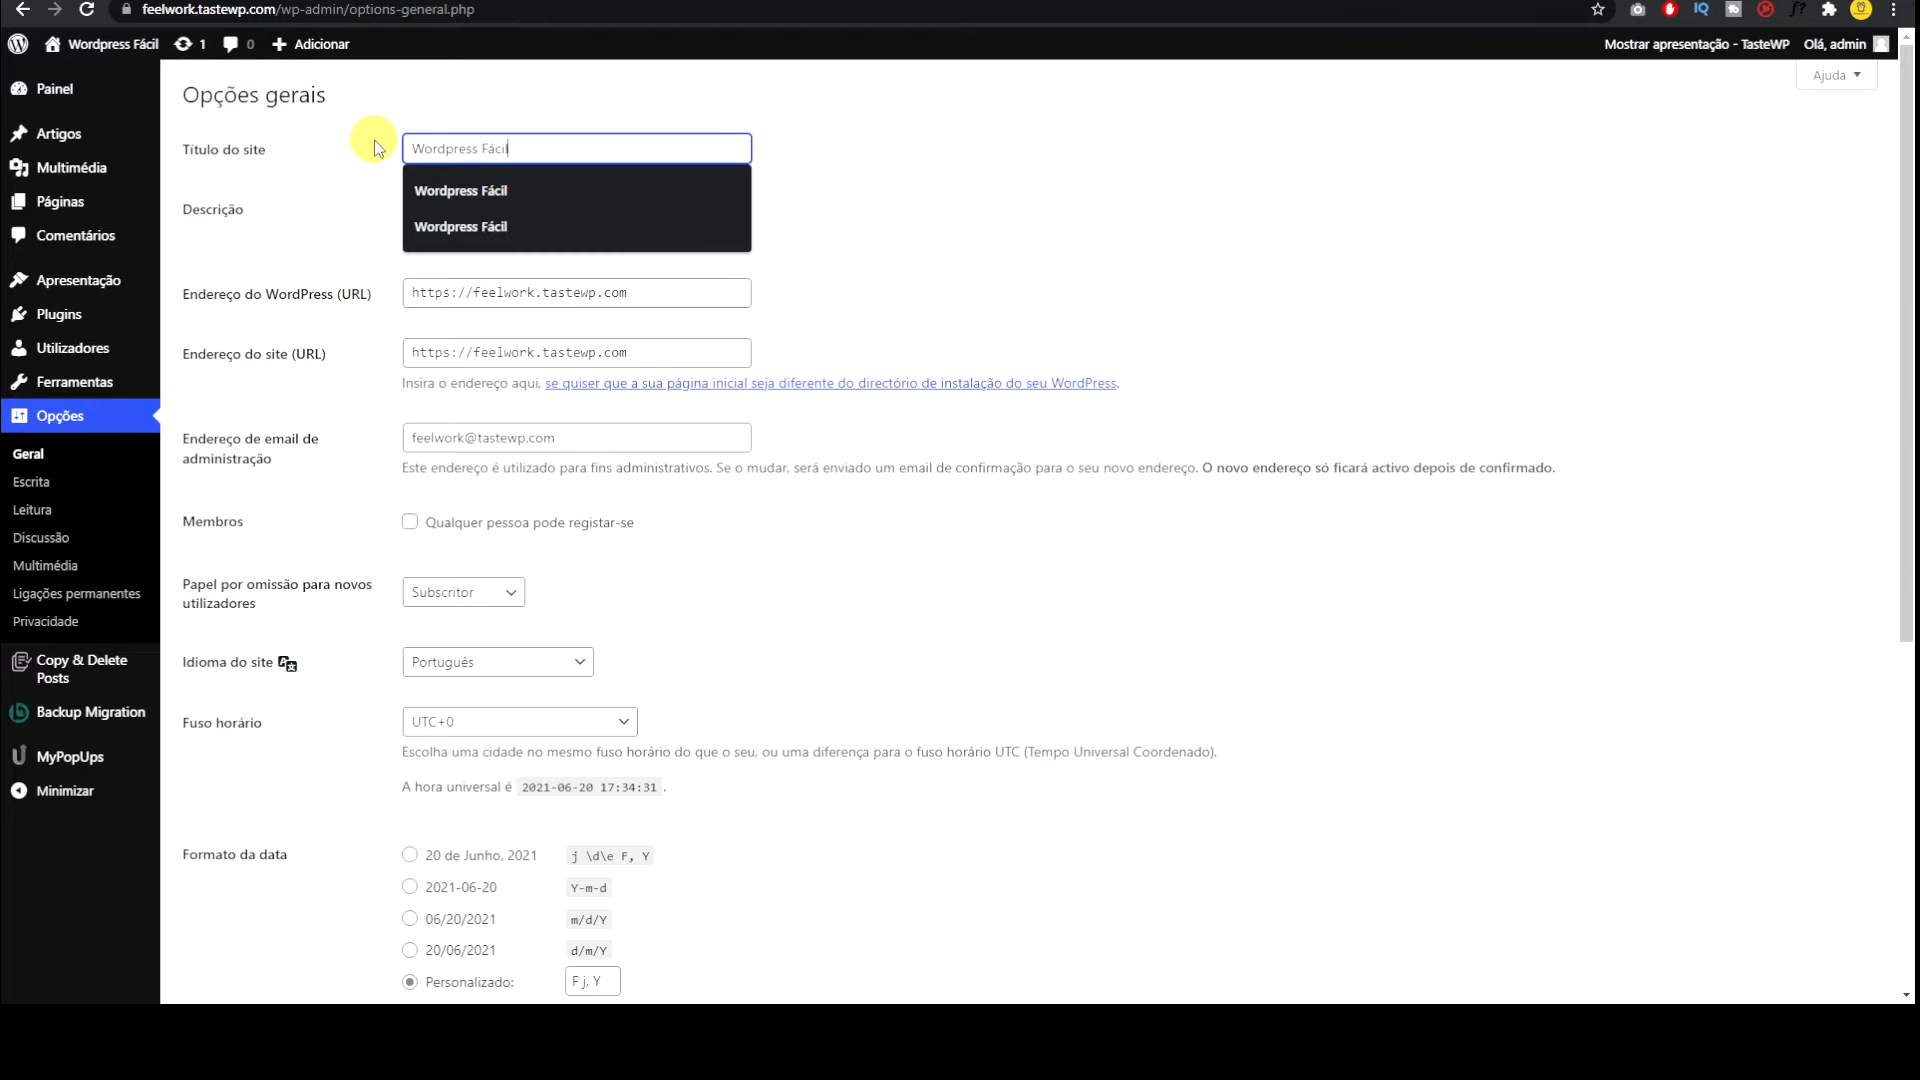 feelwork.tastewp.com/wp-admin/options-general.php
Wordpress Fácil 1 0 Adicionar
Mostrar apresentação - TasteWP Olá, admin
Ajuda
Painel
Artigos
Multimédia
Páginas
Comentários
Apresentação
Plugins
Utilizadores
Ferramentas
Opções
Geral
Escrita
Leitura
Discussão
Multimédia
Ligações permanentes
Privacidade
Copy & Delete
Posts
Backup Migration
MyPopUps
Minimizar
Opções gerais
Título do site
Wordpress Fácil
Wordpress Fácil
Wordpress Fácil
Descrição
Endereço do WordPress (URL)
https://feelwork.tastewp.com
Endereço do site (URL)
https://feelwork.tastewp.com
Insira o endereço aqui, se quiser que a sua página inicial seja diferente do directório de instalação do seu WordPress.
Endereço de email de
administração
feelwork@tastewp.com
Este endereço é utilizado para fins administrativos. Se o mudar, será enviado um email de confirmação para o seu novo endereço. O novo endereço só ficará activo depois de confirmado.
Membros
Qualquer pessoa pode registar-se
Papel por omissão para novos
utilizadores
Subscritor
Idioma do site
Português
Fuso horário
UTC+0
Escolha uma cidade no mesmo fuso horário do que o seu, ou uma diferença para o fuso horário UTC (Tempo Universal Coordenado).
A hora universal é 2021-06-20 17:34:31 .
Formato da data
20 de Junho, 2021 j \d\e F, Y
2021-06-20 Y-m-d
06/20/2021 m/d/Y
20/06/2021 d/m/Y
Personalizado: F j, Y